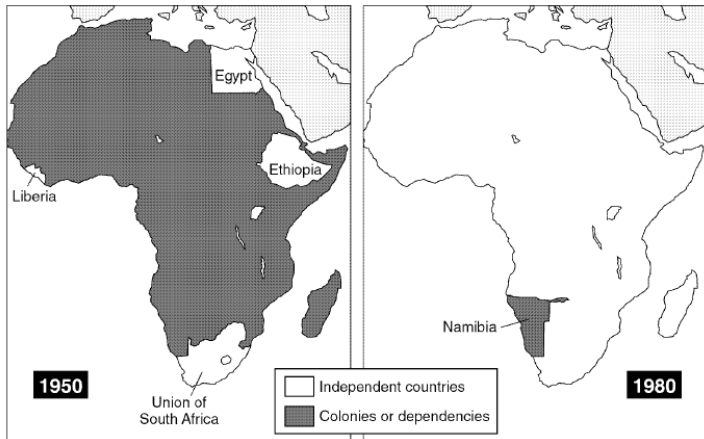 Egypt
Ethiopia
Liberia
Union of
South Africa
1950
Namibia
1980
Independent countries
Colonies or dependencies